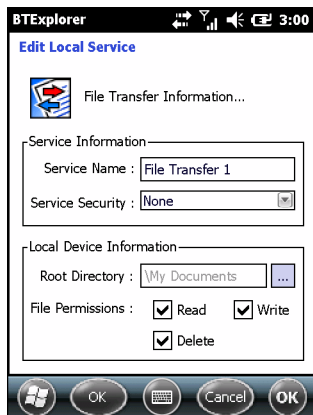 BTExplorer 3:00
Edit Local Service
File Transfer Information...
Service Information
Service Name : File Transfer 1
Service Security : None
Local Device Information
Root Directory : \My Documents ...
File Permissions : Read Write
Delete
OK Cancel OK